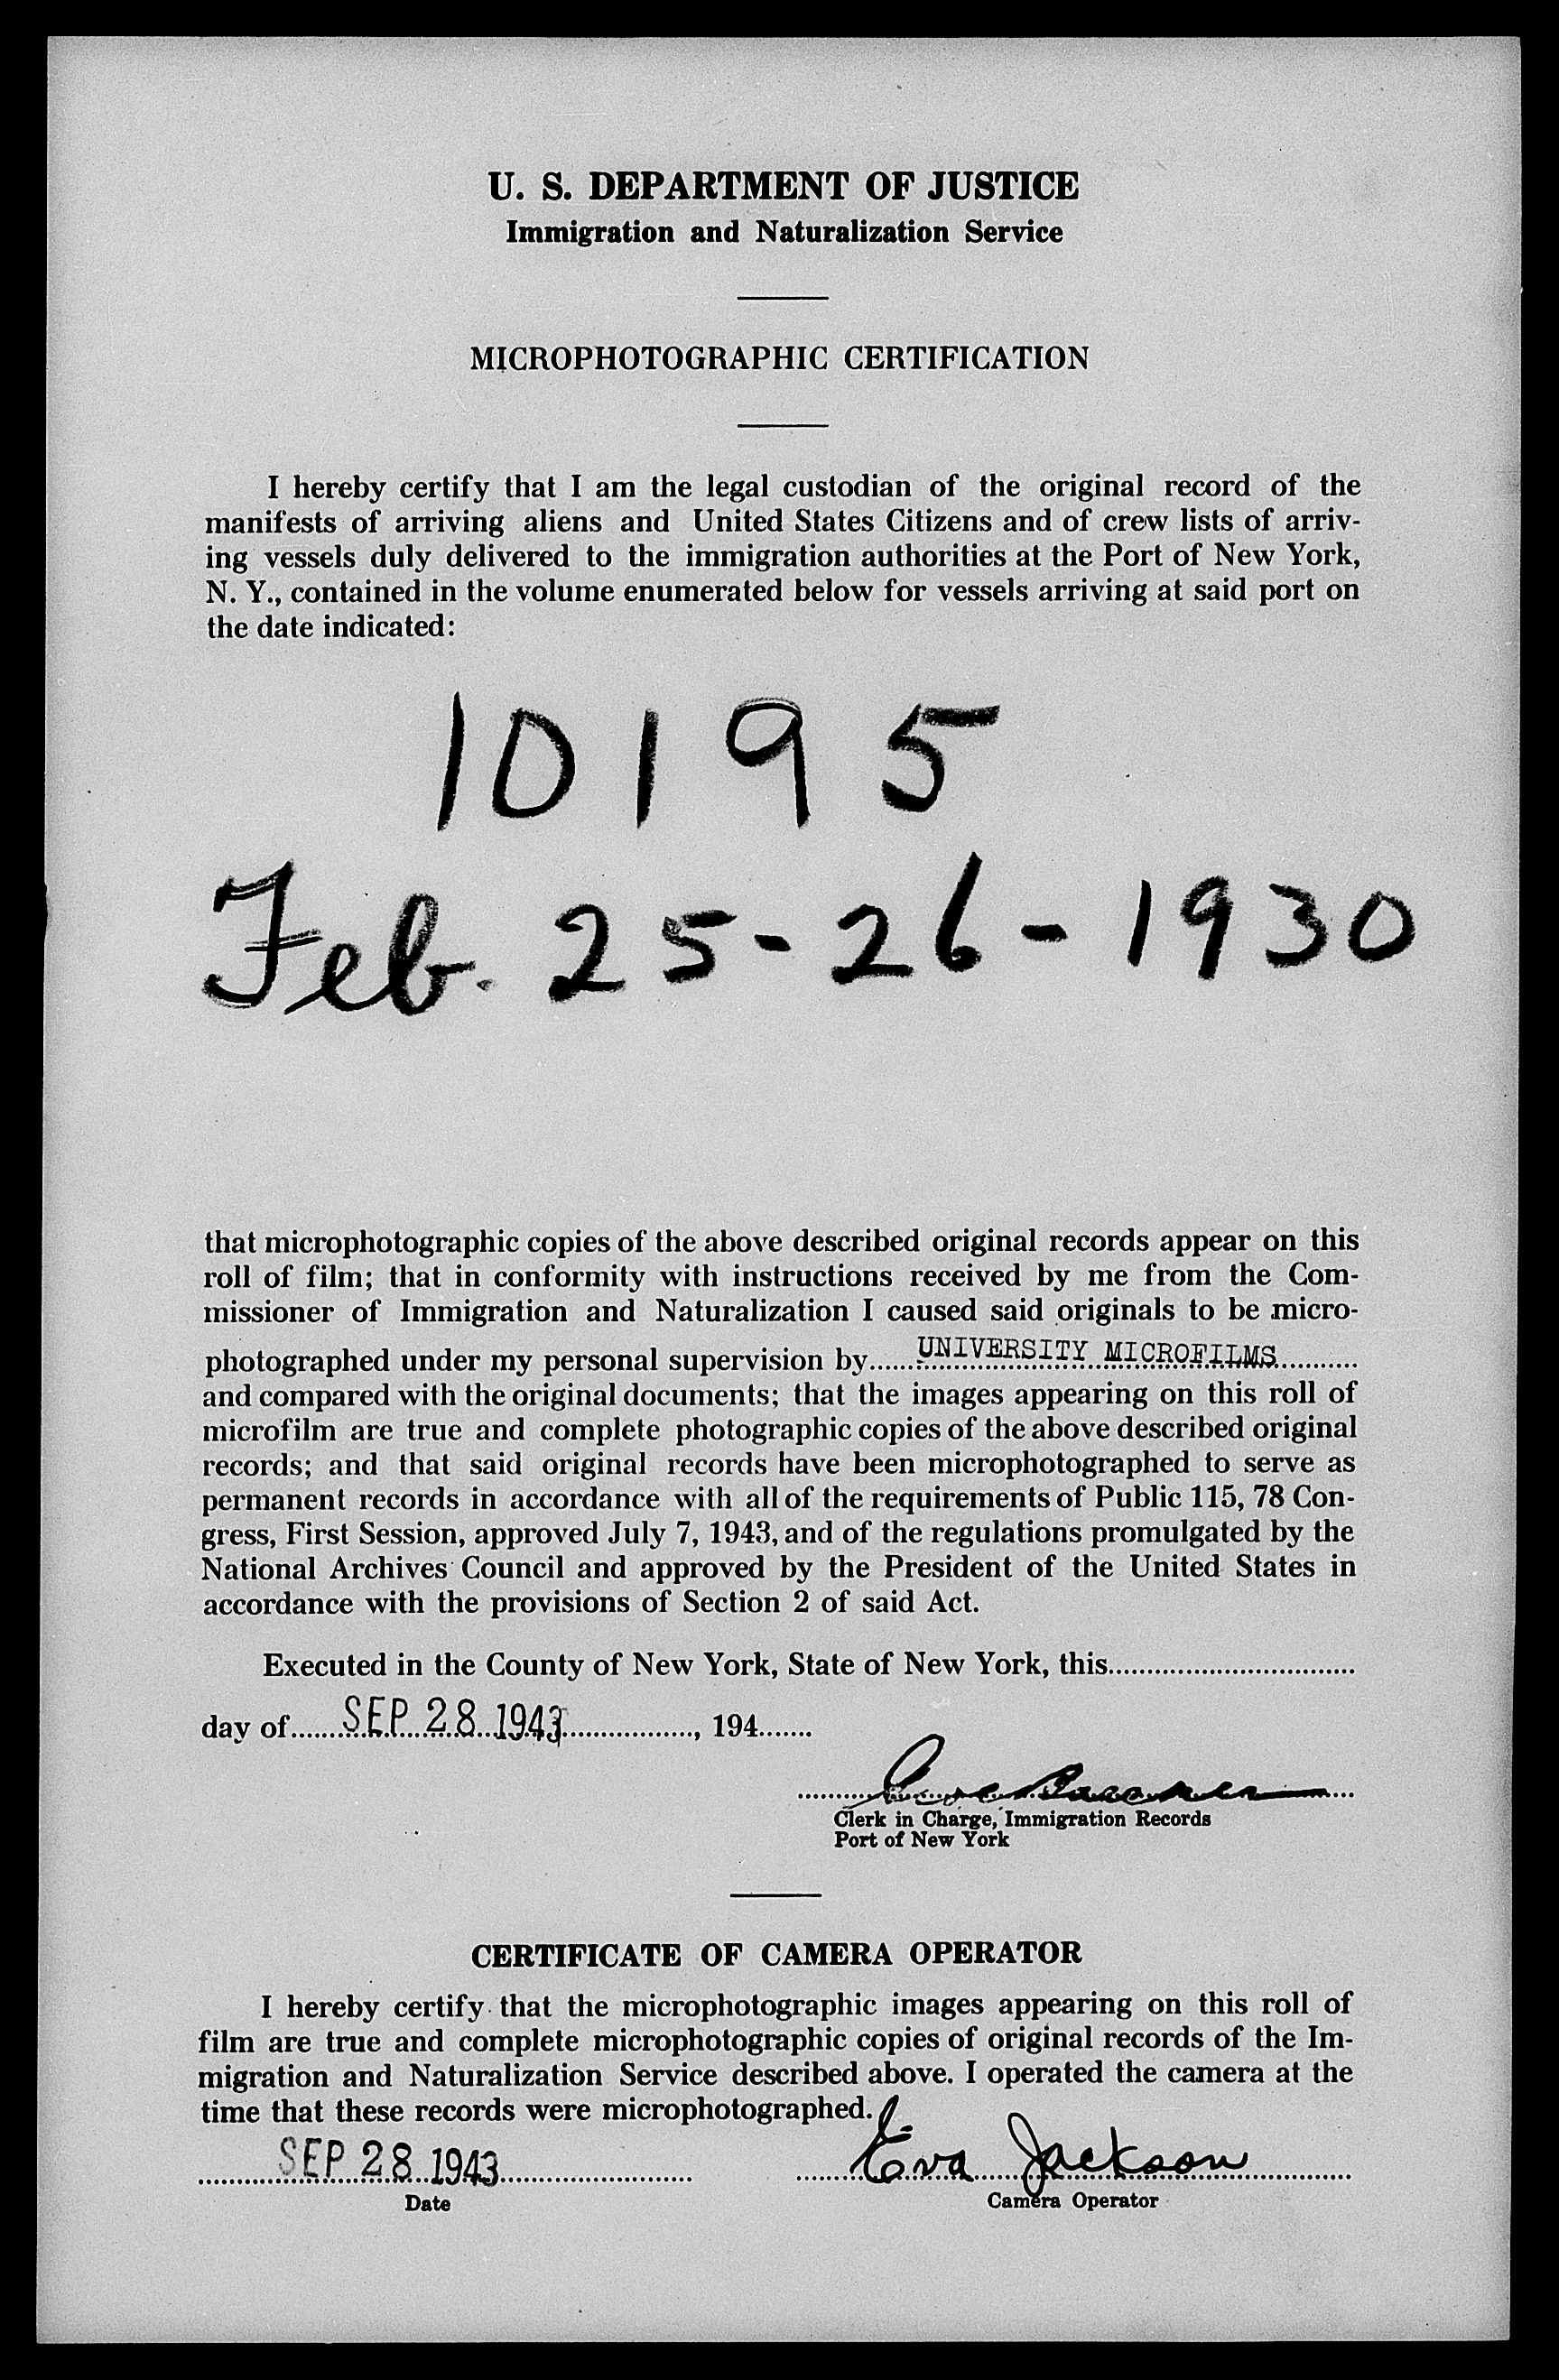 U. S. DEPARTMENT OF JUSTICE
Immigration and Naturalization Service
MICROPHOTOGRAPHIC CERTIFICATION
I hereby certify that I am the legal custodian of the original record of the
manifests of arriving aliens and United States Citizens and of crew lists of arriv-
ing vessels duly delivered to the immigration authorities at the Port of New York,
N. Y., contained in the volume enumerated below for vessels arriving at said port on
the date indicated:
10195
Feb. 25-26-1930
that microphotographic copies of the above described original records appear on this
roll of film; that in conformity with instructions received by me from the Com-
missioner of Immigration and Naturalization I caused said originals to be micro-
photographed under my personal supervision by......UNIVERSITY MICROFILMS............
and compared with the original documents; that the images appearing on this roll of
microfilm are true and complete photographic copies of the above described original
records; and that said original records have been microphotographed to serve as
permanent records in accordance with all of the requirements of Public 115, 78 Con-
gress, First Session, approved July 7, 1943, and of the regulations promulgated by the
National Archives Council and approved by the President of the United States in
accordance with the provisions of Section 2 of said Act.
Executed in the County of New York, State of New York, this................................
day of......SEP 28 1943................., 194.......
Clerk in Charge, Immigration Records
Port of New York
CERTIFICATE OF CAMERA OPERATOR
I hereby certify that the microphotographic images appearing on this roll of
film are true and complete microphotographic copies of original records of the Im-
migration and Naturalization Service described above. I operated the camera at the
time that these records were microphotographed.
SEP 28 1943 Eva Jackson
Date Camera Operator